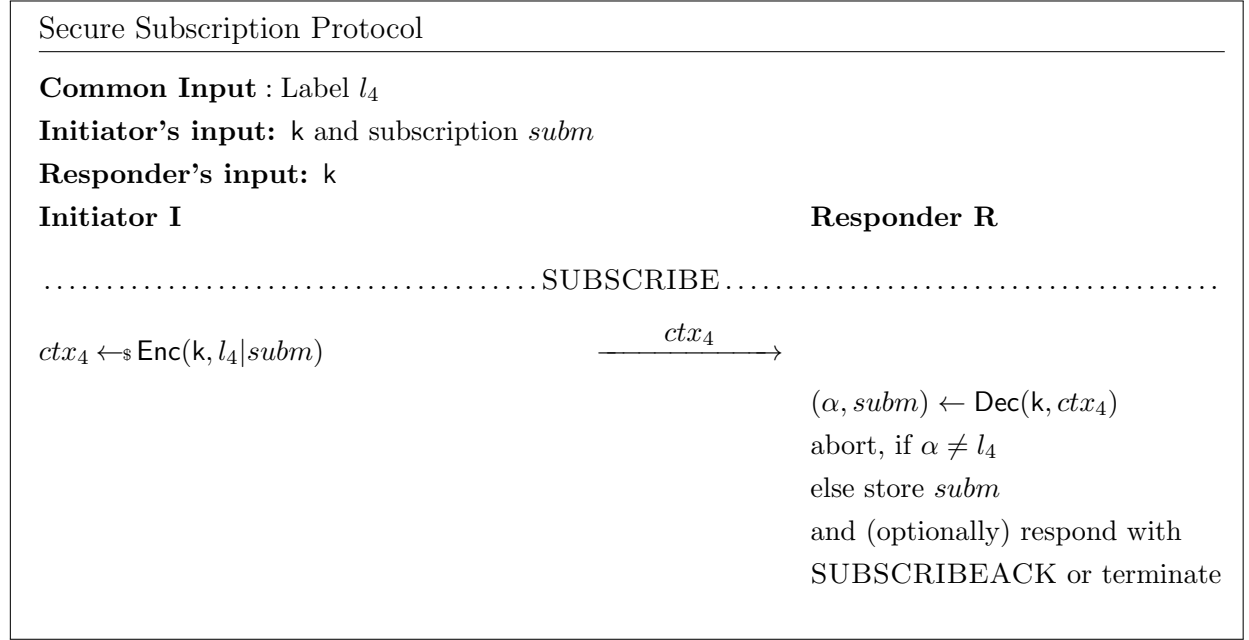 Secure Subscription Protocol
Common Input : Label l₄
Initiator's input: k and subscription subm
Responder's input: k
Initiator I Responder R
........................................SUBSCRIBE........................................
ctx₄ ←$ Enc(k, l₄|subm) ctx₄
(α, subm) ← Dec(k, ctx₄)
abort, if α ≠ l₄
else store subm
and (optionally) respond with
SUBSCRIBEACK or terminate